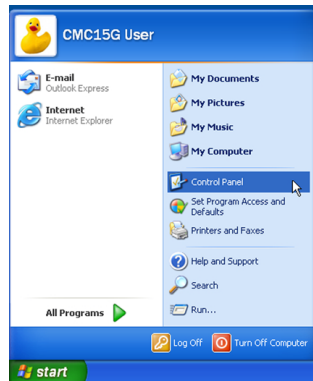 CMC15G User
E-mail
Outlook Express
Internet
Internet Explorer
All Programs
My Documents
My Pictures
My Music
My Computer
Control Panel
Set Program Access and
Defaults
Printers and Faxes
Help and Support
Search
Run...
Log Off
Turn Off Computer
start